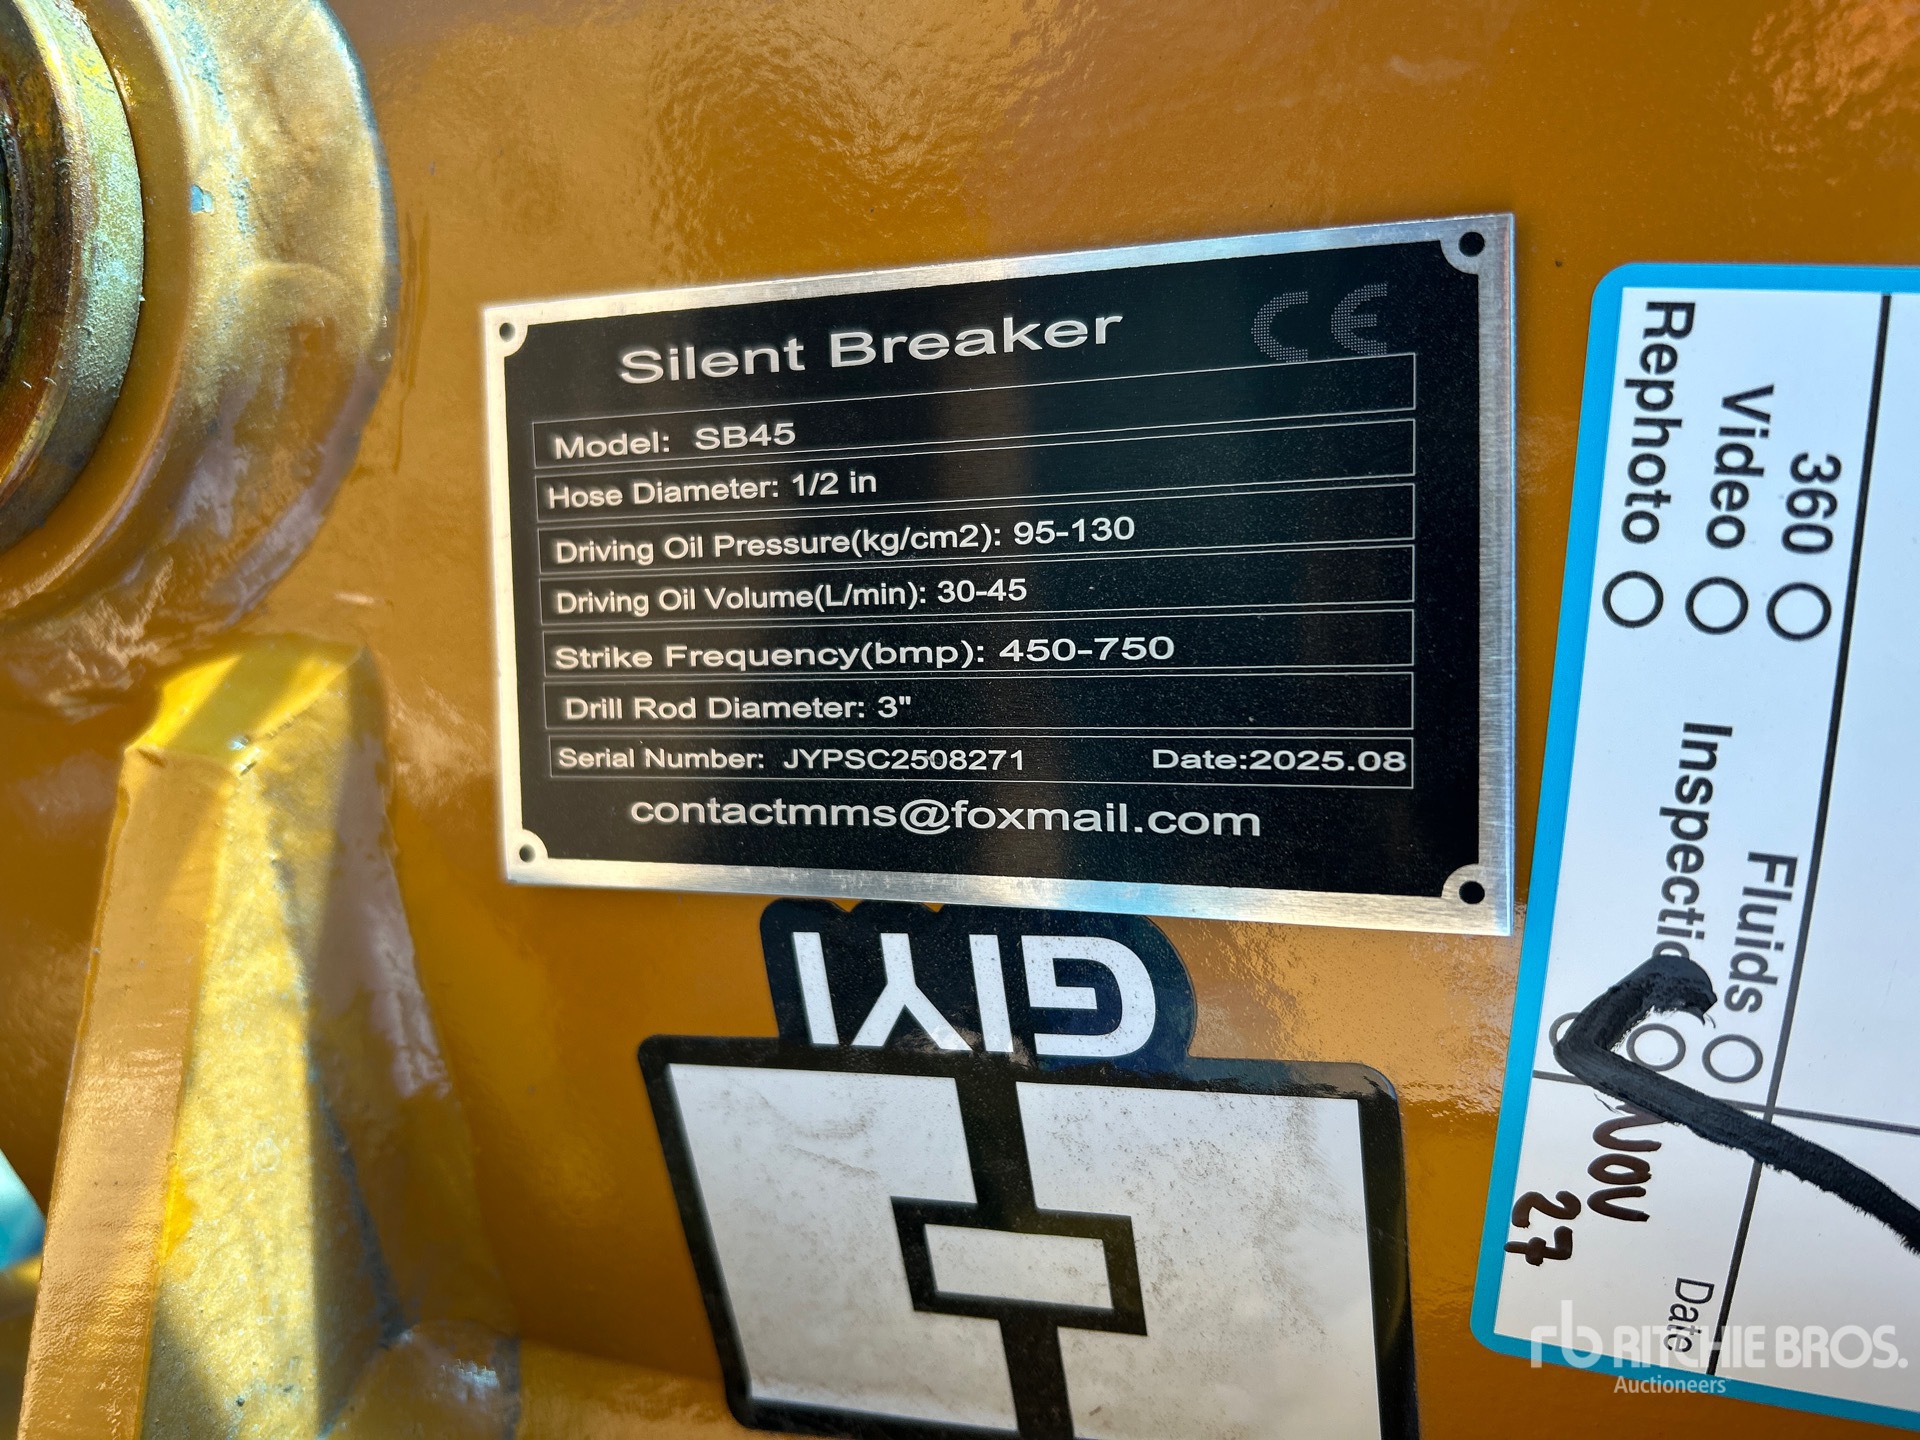 Silent Breaker CE
Model: SB45
Hose Diameter: 1/2 in
Driving Oil Pressure(kg/cm2): 95-130
Driving Oil Volume(L/min): 30-45
Strike Frequency(bmp): 450-750
Drill Rod Diameter: 3"
Serial Number: JYPSC2508271 Date:2025.08
contactmms@foxmail.com
GIYI
360
Video
Rephoto
Fluids
Inspectio
Nov
27
Date
rb RITCHIE BROS.
Auctioneers